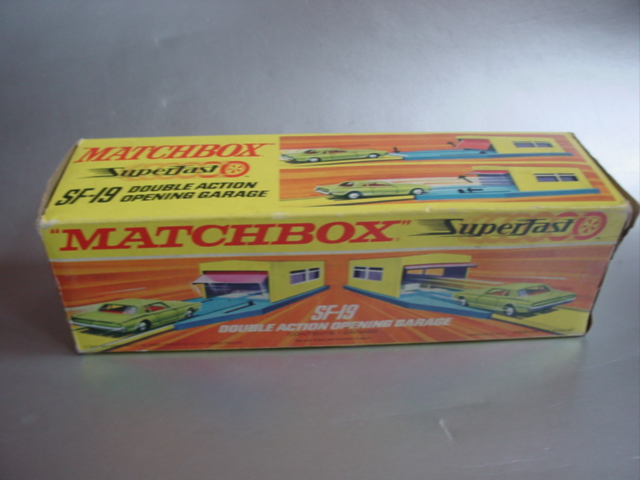 MATCHBOX
Superfast
SF-19 DOUBLE ACTION
OPENING GARAGE
"MATCHBOX" Superfast
SF-19
DOUBLE ACTION OPENING GARAGE